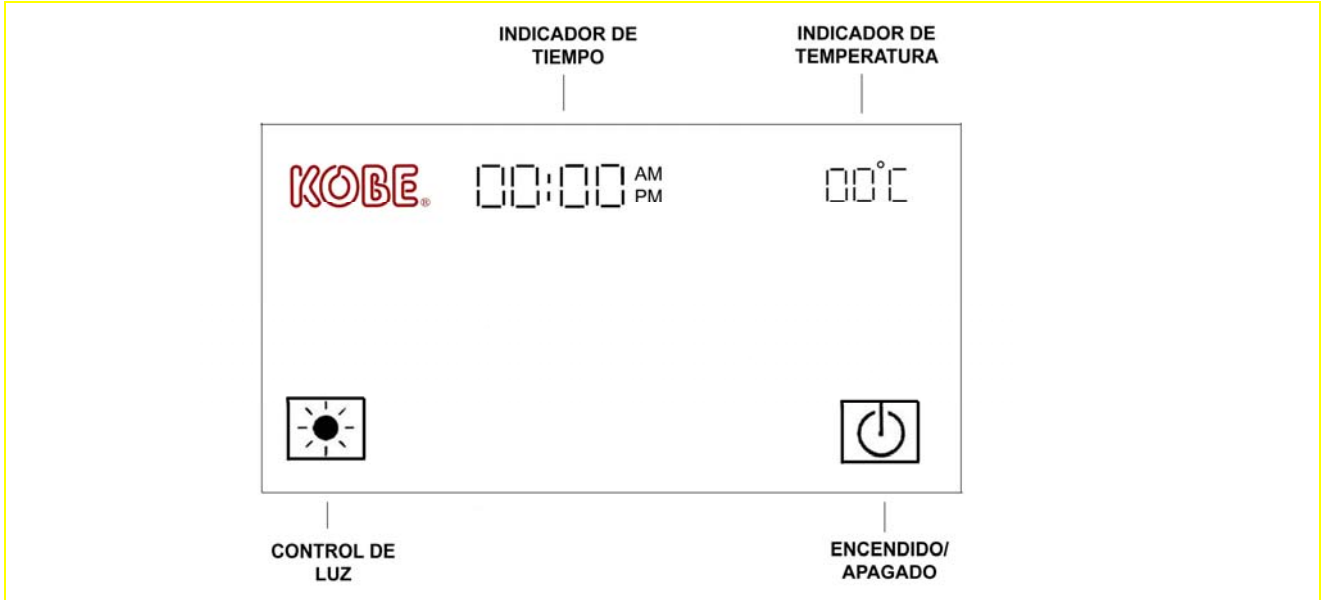 INDICADOR DE
TIEMPO
INDICADOR DE
TEMPERATURA
KOBE®
00:00 AM
PM
00°C
CONTROL DE
LUZ
ENCENDIDO/
APAGADO